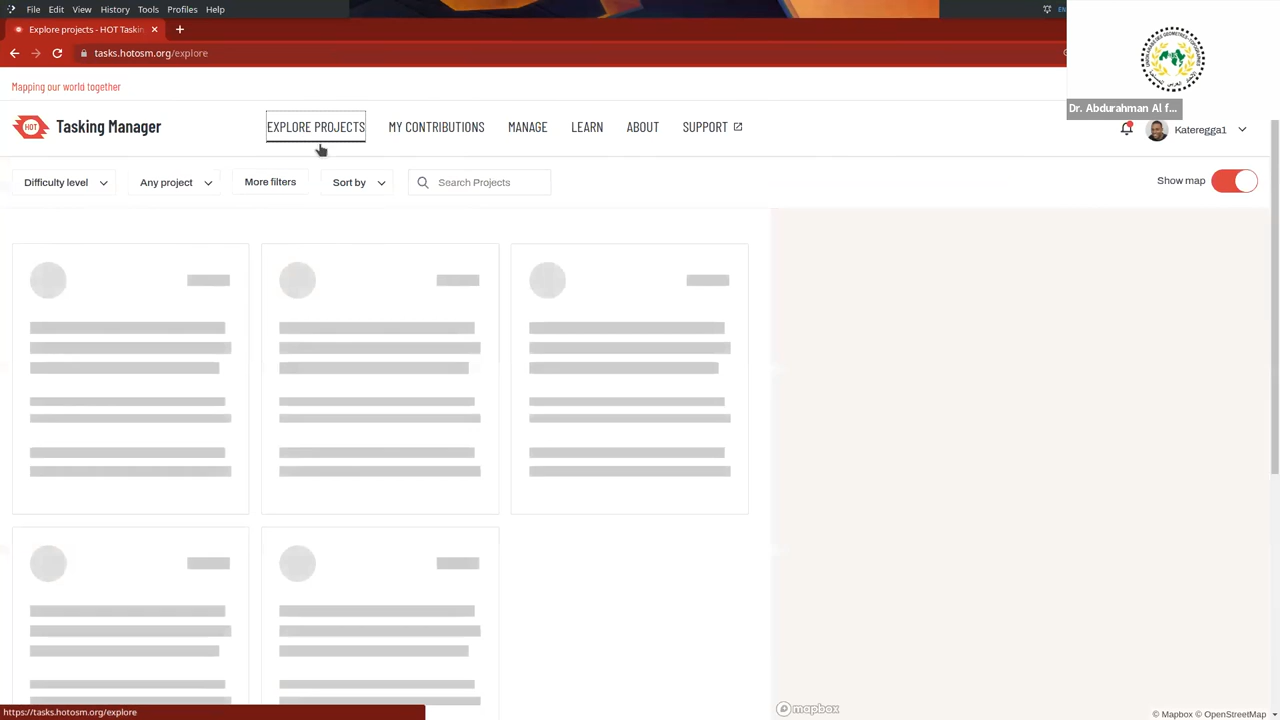 File Edit View History Bookmarks Tools Profiles Help
Explore projects - HOT Taskin
tasks.hotosm.org/explore
Mapping our world together
HOT Tasking Manager
EXPLORE PROJECTS MY CONTRIBUTIONS MANAGE LEARN ABOUT SUPPORT
Dr. Abdurahman Al f...
Kateregga1
Difficulty level Any project More filters Sort by Search Projects Show map
https://tasks.hotosm.org/explore
mapbox
© Mapbox © OpenStreetMap